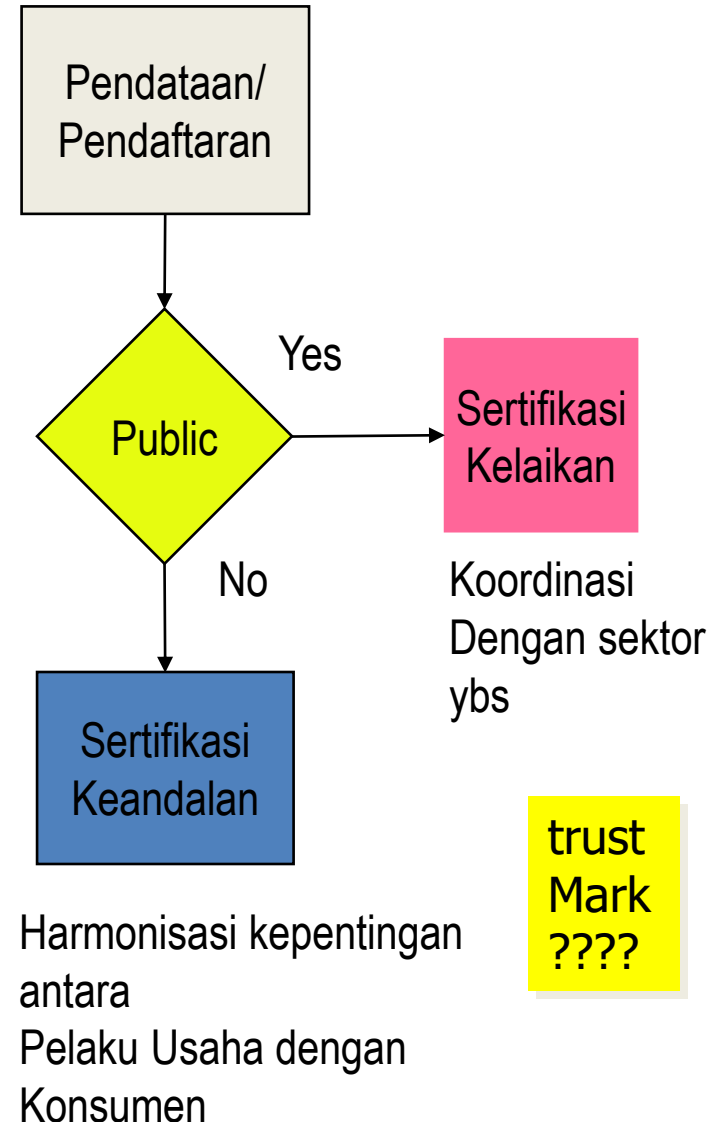 Pendataan/
Pendaftaran
Yes
Public
Sertifikasi
Kelaikan
No
Koordinasi
Dengan sektor
ybs
Sertifikasi
Keandalan
trust
Mark
????
Harmonisasi kepentingan
antara
Pelaku Usaha dengan
Konsumen